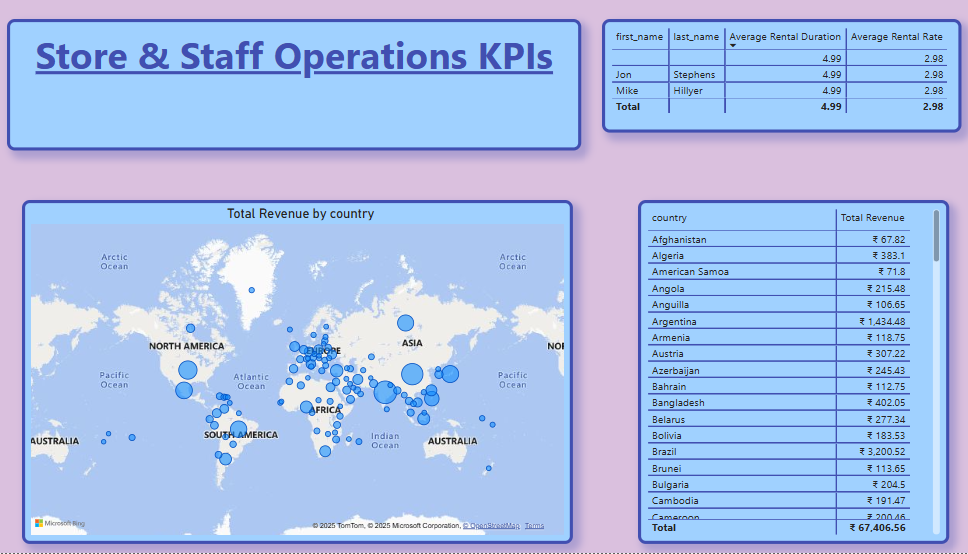 Store & Staff Operations KPIs
first_name last_name Average Rental Duration Average Rental Rate
4.99 2.98
Jon Stephens 4.99 2.98
Mike Hillyer 4.99 2.98
Total 4.99 2.98
Total Revenue by country
Arctic
Ocean
Arctic
Ocean
NORTH AMERICA
EUROPE
ASIA
NOR
Pacific
Ocean
Atlantic
Ocean
Pacific
Ocean
AFRICA
SOUTH AMERICA
AUSTRALIA
Indian
Ocean
AUSTRALIA
Microsoft Bing
© 2025 TomTom, © 2025 Microsoft Corporation, © OpenStreetMap Terms
country Total Revenue
Afghanistan ₹ 67.82
Algeria ₹ 383.1
American Samoa ₹ 71.8
Angola ₹ 215.48
Anguilla ₹ 106.65
Argentina ₹ 1,434.48
Armenia ₹ 118.75
Austria ₹ 307.22
Azerbaijan ₹ 245.43
Bahrain ₹ 112.75
Bangladesh ₹ 402.05
Belarus ₹ 277.34
Bolivia ₹ 183.53
Brazil ₹ 3,200.52
Brunei ₹ 113.65
Bulgaria ₹ 204.5
Cambodia ₹ 191.47
Cameroon ₹ 200.46
Total ₹ 67,406.56